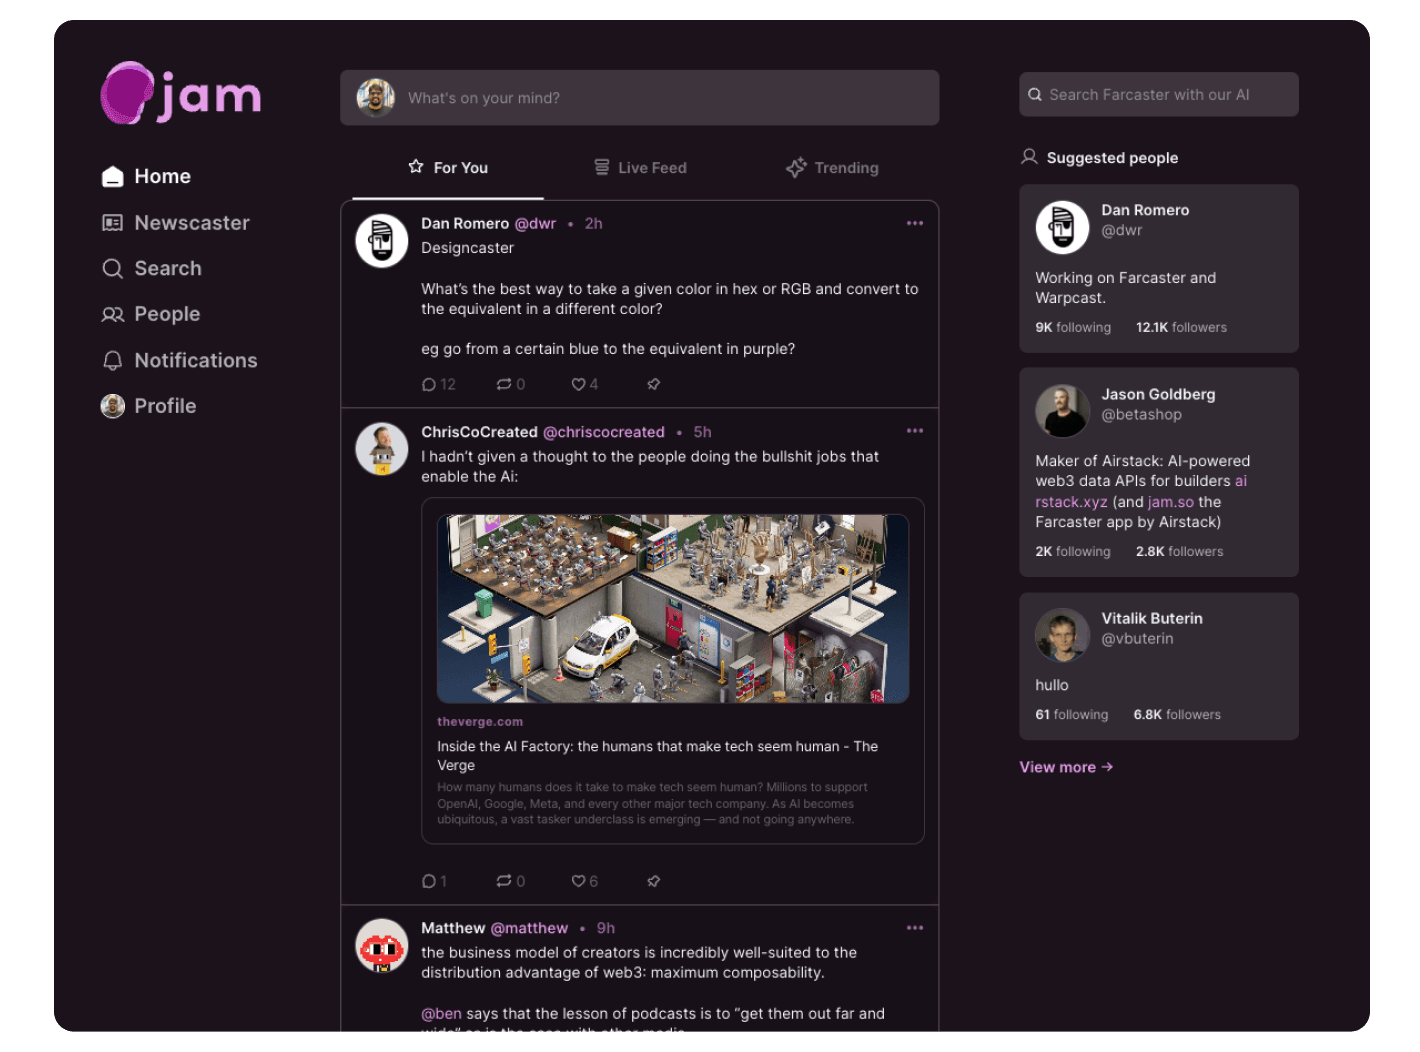 jam
Home
Newscaster
Search
People
Notifications
Profile
What's on your mind?
For You
Live Feed
Trending
Dan Romero @dwr • 2h
Designcaster
What’s the best way to take a given color in hex or RGB and convert to
the equivalent in a different color?
eg go from a certain blue to the equivalent in purple?
12 0 4
ChrisCoCreated @chriscocreated • 5h
I hadn’t given a thought to the people doing the bullshit jobs that
enable the Ai:
theverge.com
Inside the AI Factory: the humans that make tech seem human - The
Verge
How many humans does it take to make tech seem human? Millions to support
OpenAI, Google, Meta, and every other major tech company. As AI becomes
ubiquitous, a vast tasker underclass is emerging — and not going anywhere.
1 0 6
Matthew @matthew • 9h
the business model of creators is incredibly well-suited to the
distribution advantage of web3: maximum composability.
@ben says that the lesson of podcasts is to “get them out far and
wide” as is the case with other media
Search Farcaster with our AI
Suggested people
Dan Romero
@dwr
Working on Farcaster and
Warpcast.
9K following 12.1K followers
Jason Goldberg
@betashop
Maker of Airstack: AI-powered
web3 data APIs for builders ai
rstack.xyz (and jam.so the
Farcaster app by Airstack)
2K following 2.8K followers
Vitalik Buterin
@vbuterin
hullo
61 following 6.8K followers
View more →